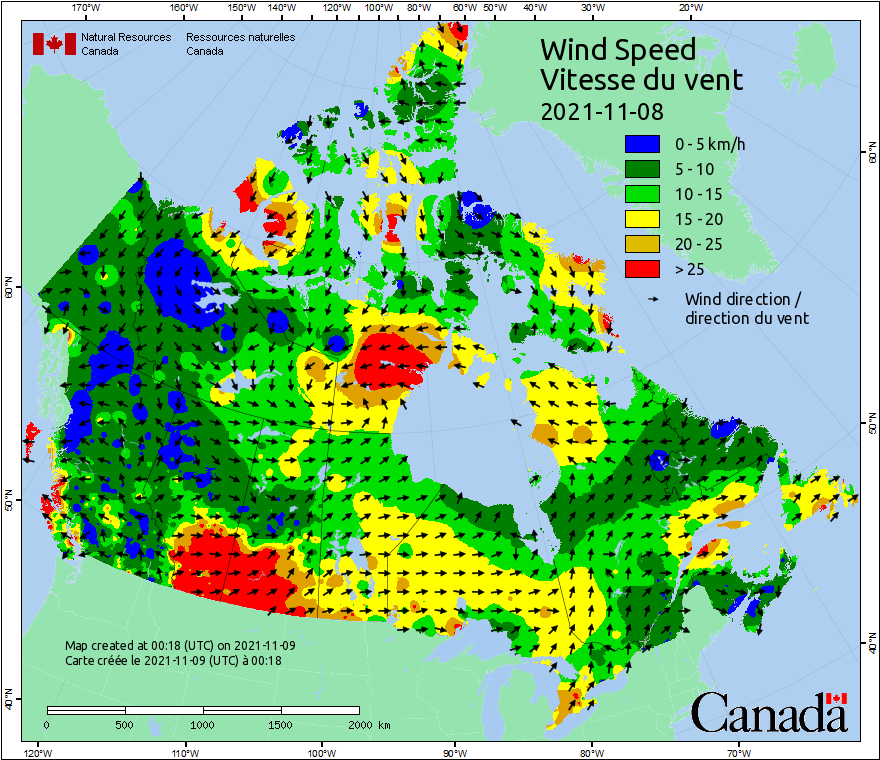 170°W 160°W 150°W 140°W 120°W 110°W 100°W 90°W 80°W 60°W 50°W 40°W 30°W 20°W
Natural Resources Ressources naturelles
Canada Canada
Wind Speed
Vitesse du vent
2021-11-08
0 - 5 km/h
5 - 10
10 - 15
15 - 20
20 - 25
> 25
Wind direction /
direction du vent
60°N
60°N
50°N
50°N
40°N
40°N
Map created at 00:18 (UTC) on 2021-11-09
Carte créée le 2021-11-09 (UTC) à 00:18
0 500 1000 1500 2000 km
Canada
120°W 110°W 100°W 90°W 80°W 70°W